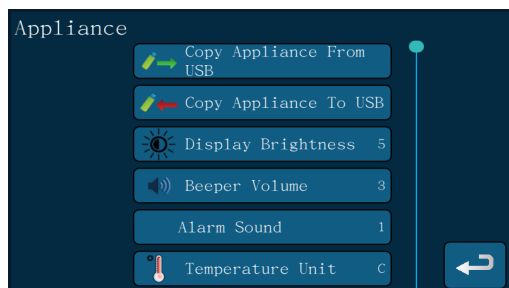 Appliance
Copy Appliance From
USB
Copy Appliance To USB
Display Brightness 5
Beeper Volume 3
Alarm Sound 1
Temperature Unit C